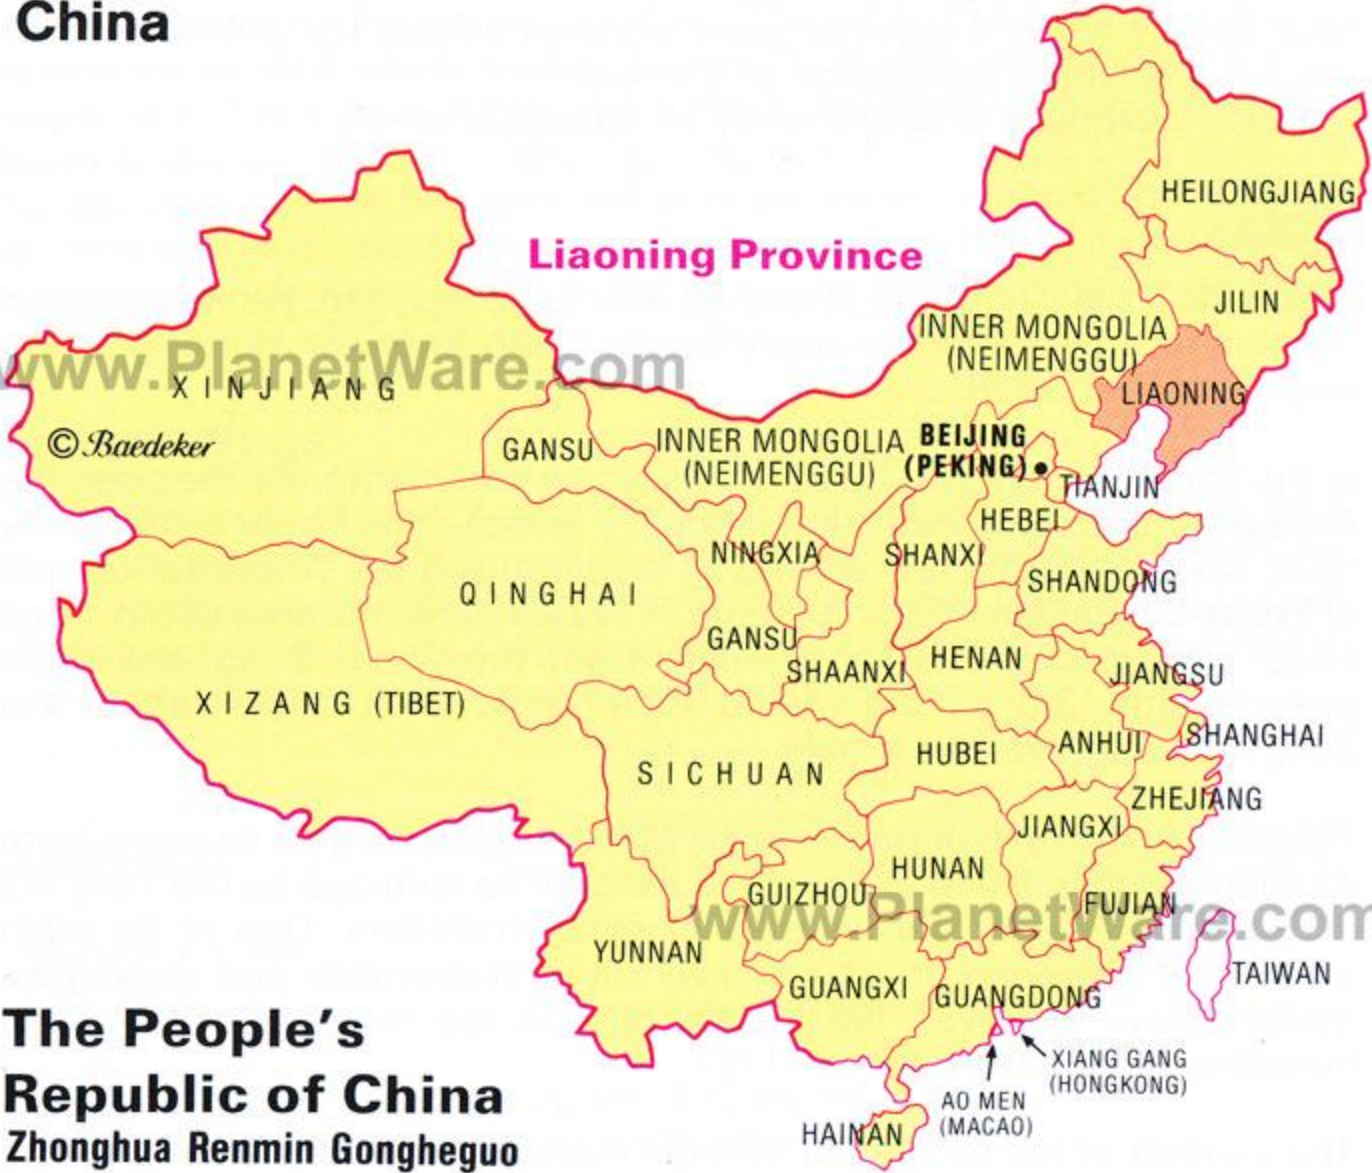 China
HEILONGJIANG
Liaoning Province
JILIN
INNER MONGOLIA
(NEIMENGGU)
www.PlanetWare.com
XINJIANG
LIAONING
© Baedeker
GANSU
INNER MONGOLIA
(NEIMENGGU)
BEIJING
(PEKING)
TIANJIN
HEBEI
NINGXIA
SHANXI
SHANDONG
QINGHAI
GANSU
SHAANXI
HENAN
JIANGSU
XIZANG (TIBET)
SHANGHAI
ANHUI
HUBEI
SICHUAN
ZHEJIANG
JIANGXI
HUNAN
GUIZHOU
FUJIAN
www.PlanetWare.com
YUNNAN
TAIWAN
GUANGXI
GUANGDONG
The People's
Republic of China
Zhonghua Renmin Gongheguo
XIANG GANG
(HONGKONG)
AO MEN
(MACAO)
HAINAN